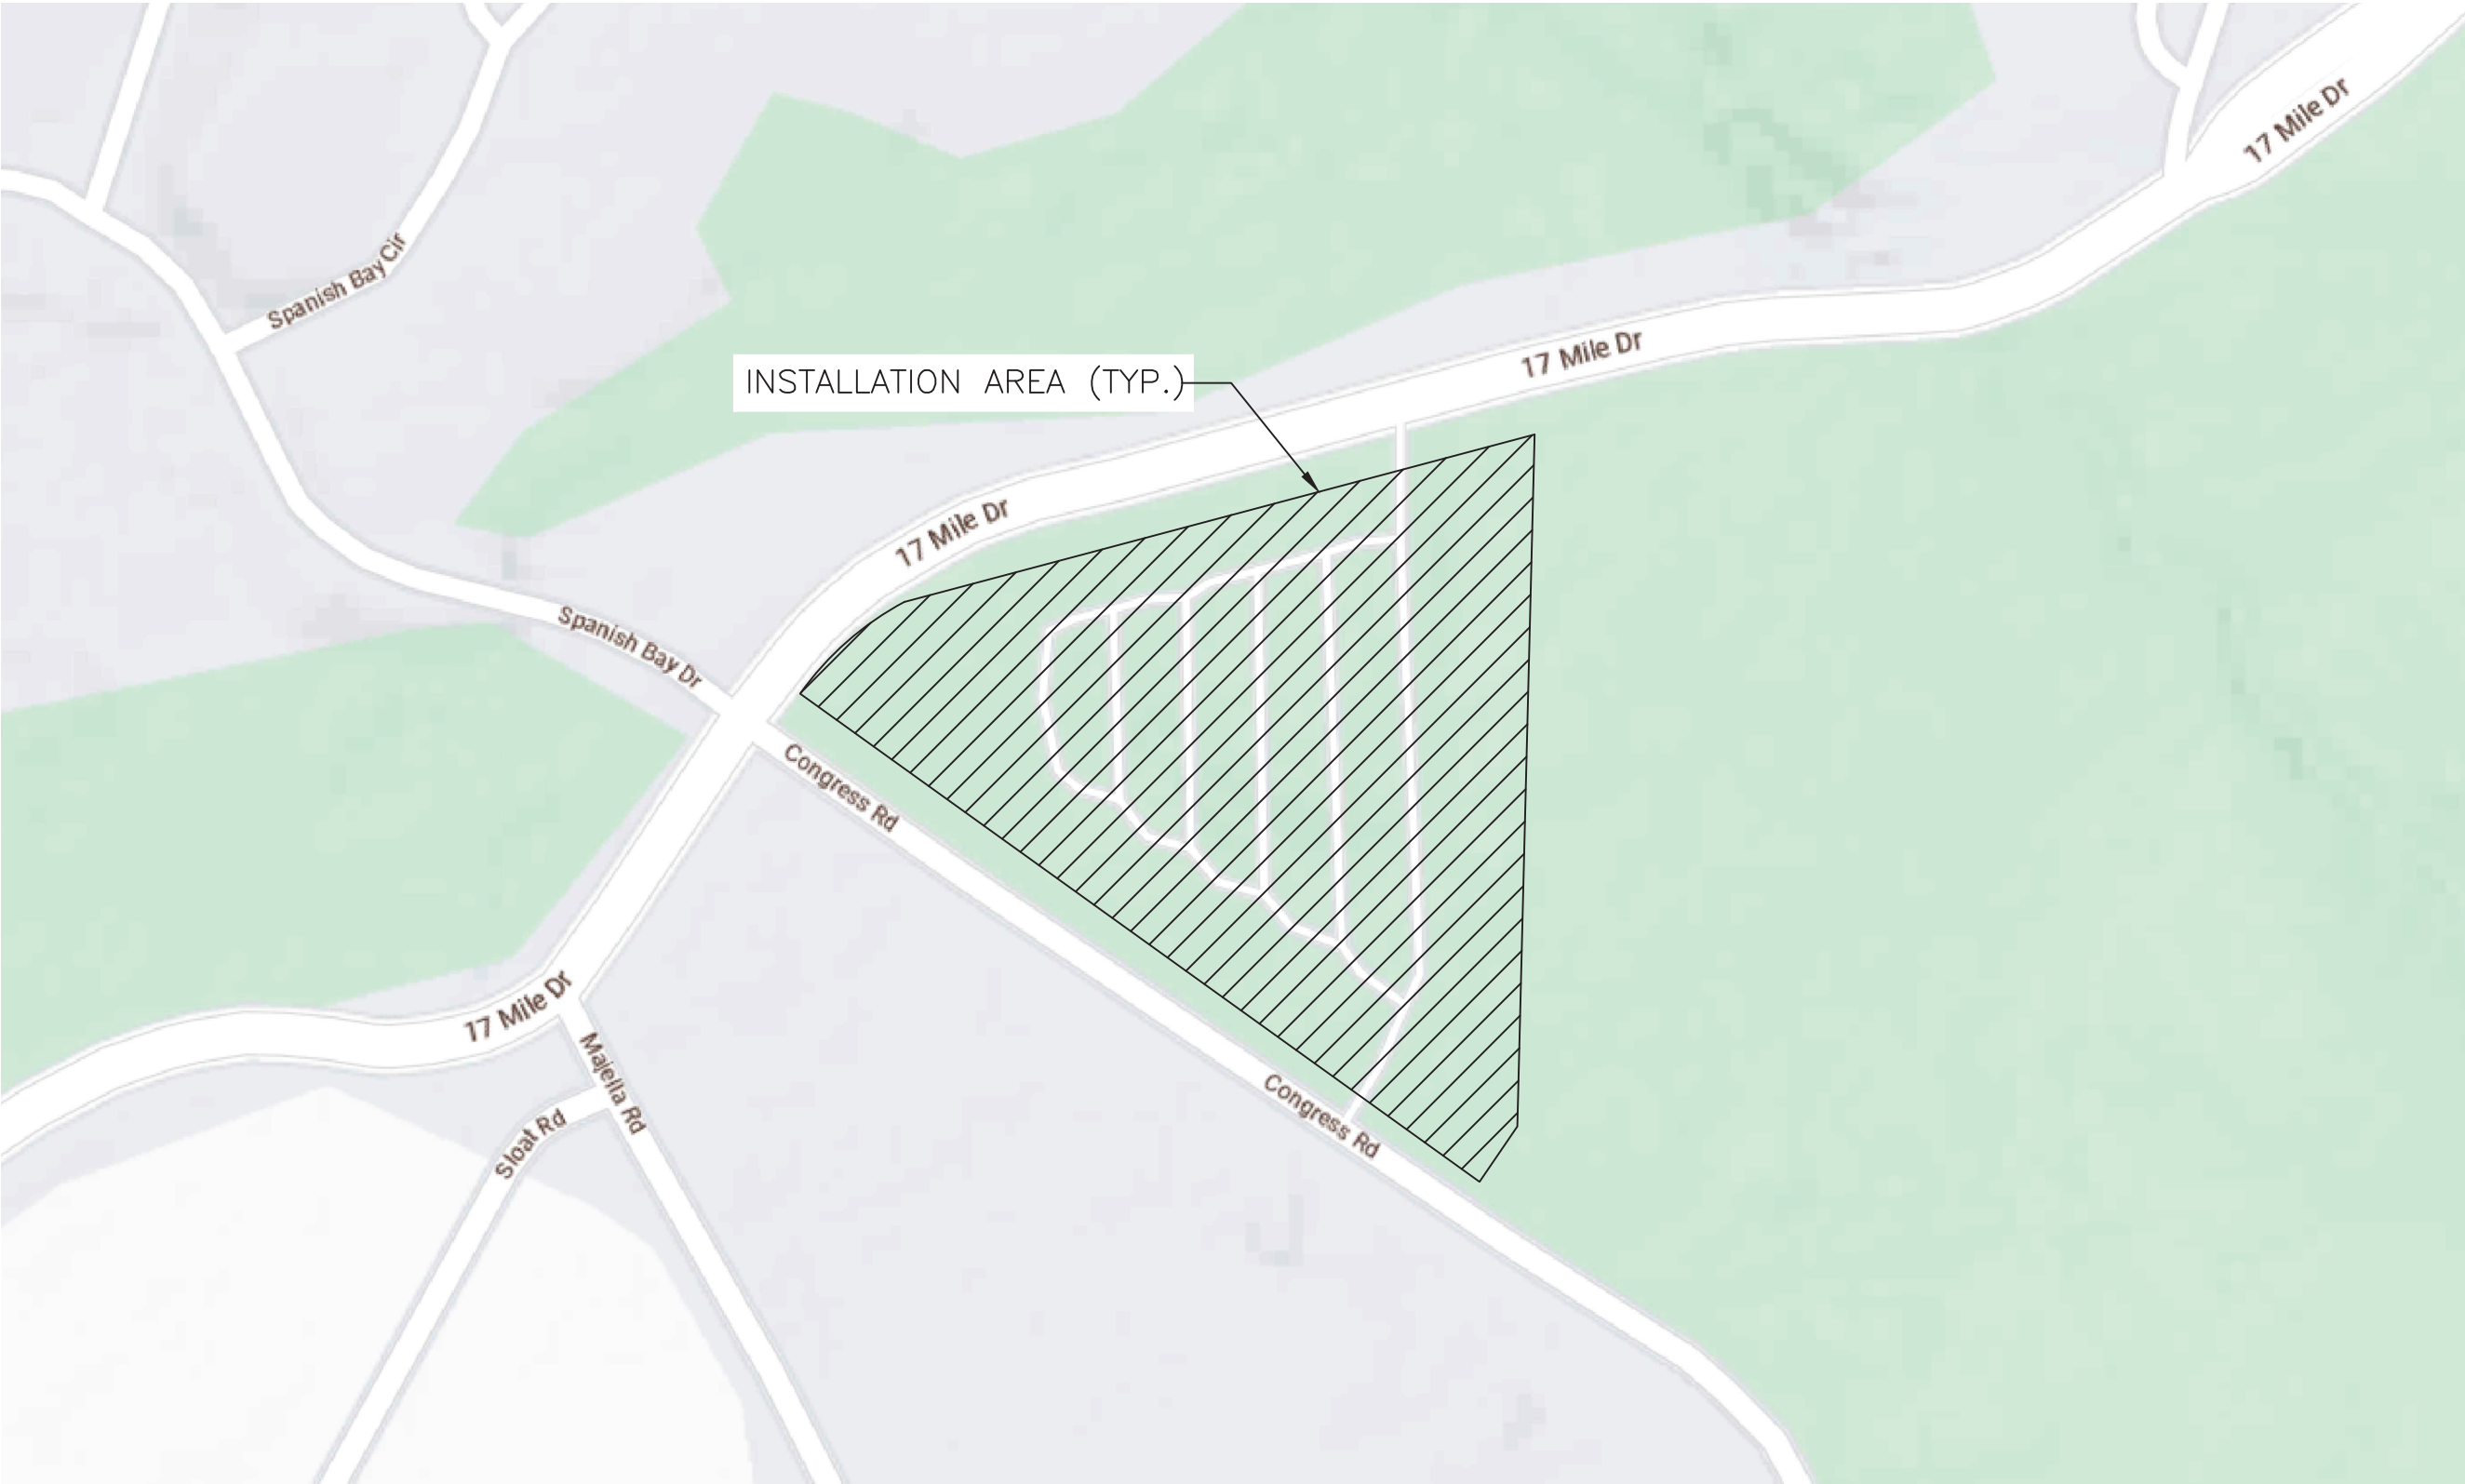 17 Mile Dr
Spanish Bay Cir
17 Mile Dr
INSTALLATION AREA (TYP.)
17 Mile Dr
Spanish Bay Dr
Congress Rd
17 Mile Dr
Majella Rd
Sloat Rd
Congress Rd